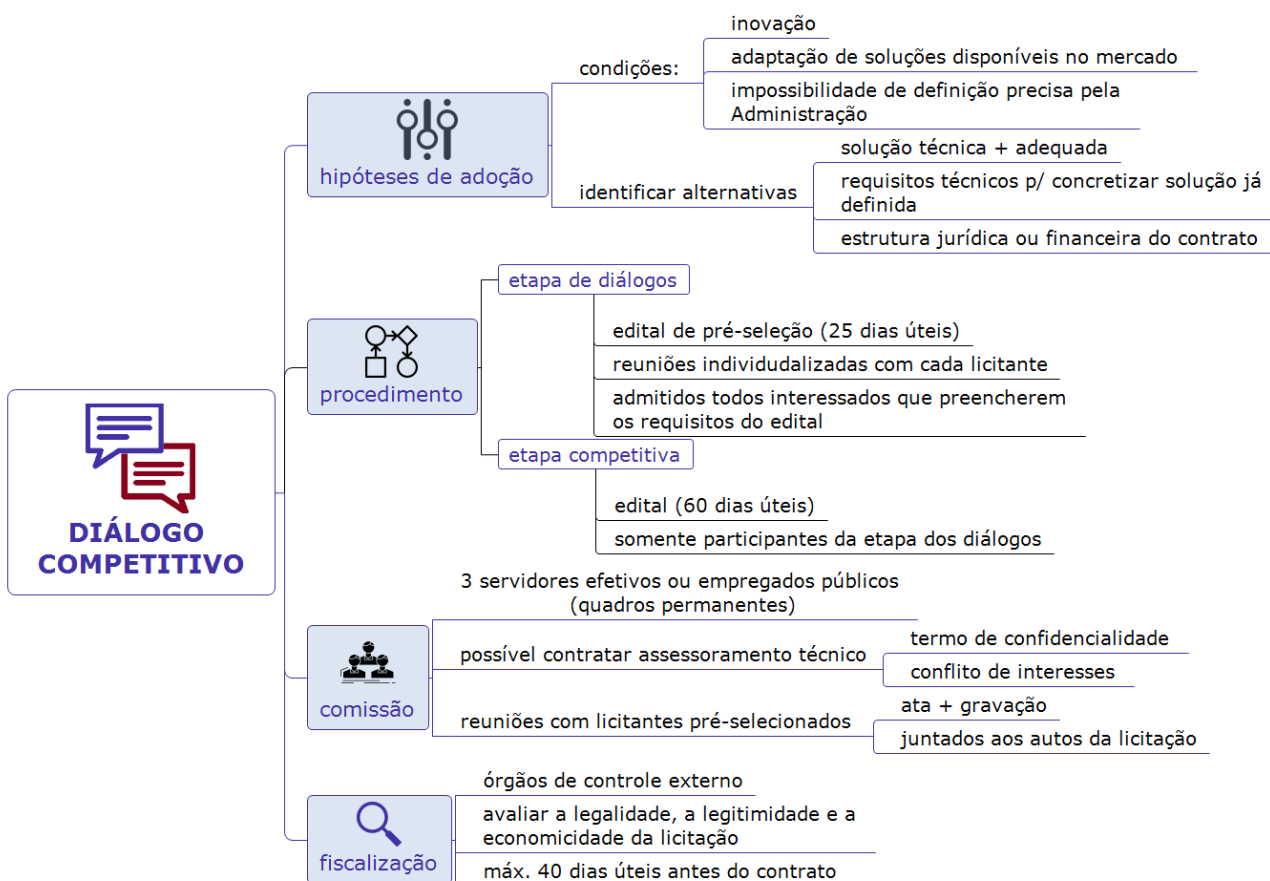 DIÁLOGO
COMPETITIVO
hipóteses de adoção
condições:
inovação
adaptação de soluções disponíveis no mercado
impossibilidade de definição precisa pela
Administração
identificar alternativas
solução técnica + adequada
requisitos técnicos p/ concretizar solução já
definida
estrutura jurídica ou financeira do contrato
procedimento
etapa de diálogos
edital de pré-seleção (25 dias úteis)
reuniões individudalizadas com cada licitante
admitidos todos interessados que preencherem
os requisitos do edital
etapa competitiva
edital (60 dias úteis)
somente participantes da etapa dos diálogos
comissão
3 servidores efetivos ou empregados públicos
(quadros permanentes)
possível contratar assessoramento técnico
termo de confidencialidade
conflito de interesses
reuniões com licitantes pré-selecionados
ata + gravação
juntados aos autos da licitação
fiscalização
órgãos de controle externo
avaliar a legalidade, a legitimidade e a
economicidade da licitação
máx. 40 dias úteis antes do contrato